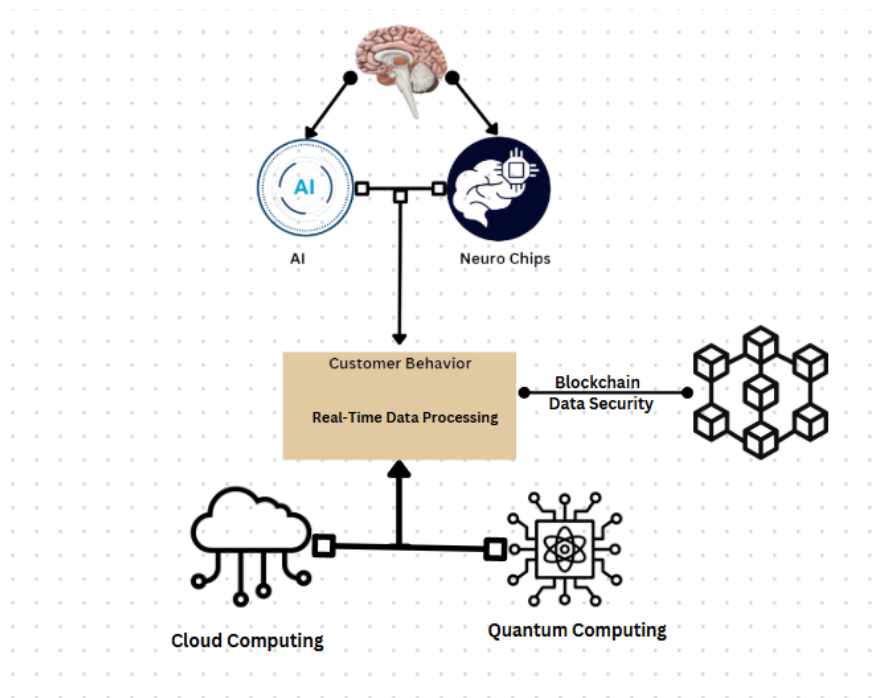 AI
AI
Neuro Chips
Customer Behavior
Real-Time Data Processing
Blockchain
Data Security
Cloud Computing
Quantum Computing